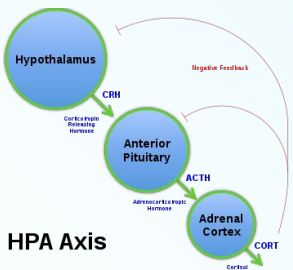 Hypothalamus
CRH
Corticotropin
Releasing
Hormone
Negative Feedback
Anterior
Pituitary
ACTH
Adrenocorticotropic
Hormone
Adrenal
Cortex
CORT
Cortisol
HPA Axis